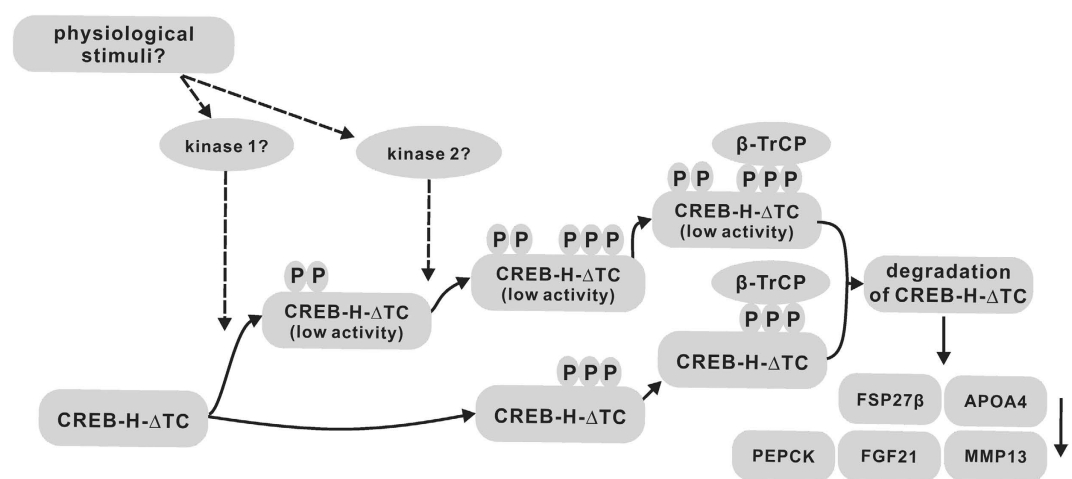 physiological
stimuli?
kinase 1?
kinase 2?
β-TrCP
P P P P P
CREB-H-ΔTC
(low activity)
P P P P P
CREB-H-ΔTC
(low activity)
P P
CREB-H-ΔTC
(low activity)
β-TrCP
P P P
CREB-H-ΔTC
degradation
of CREB-H-ΔTC
CREB-H-ΔTC
P P P
CREB-H-ΔTC
FSP27β APOA4
PEPCK FGF21 MMP13